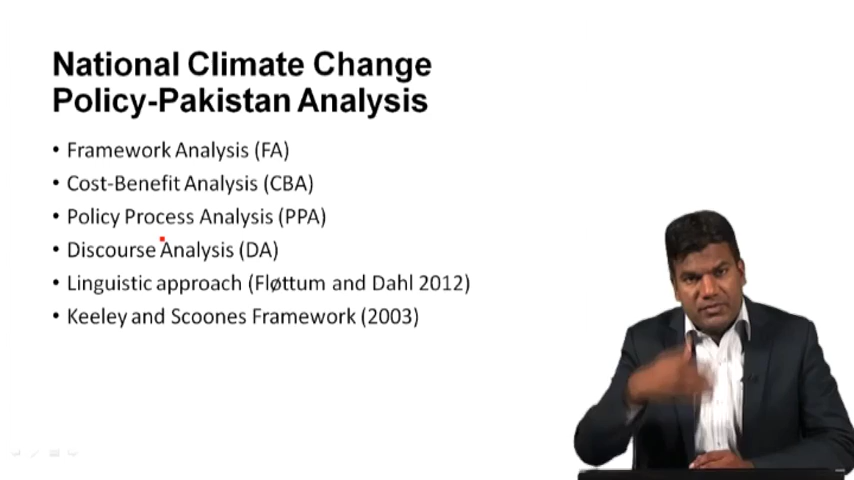 National Climate Change
Policy-Pakistan Analysis
• Framework Analysis (FA)
• Cost-Benefit Analysis (CBA)
• Policy Process Analysis (PPA)
• Discourse Analysis (DA)
• Linguistic approach (Fløttum and Dahl 2012)
• Keeley and Scoones Framework (2003)